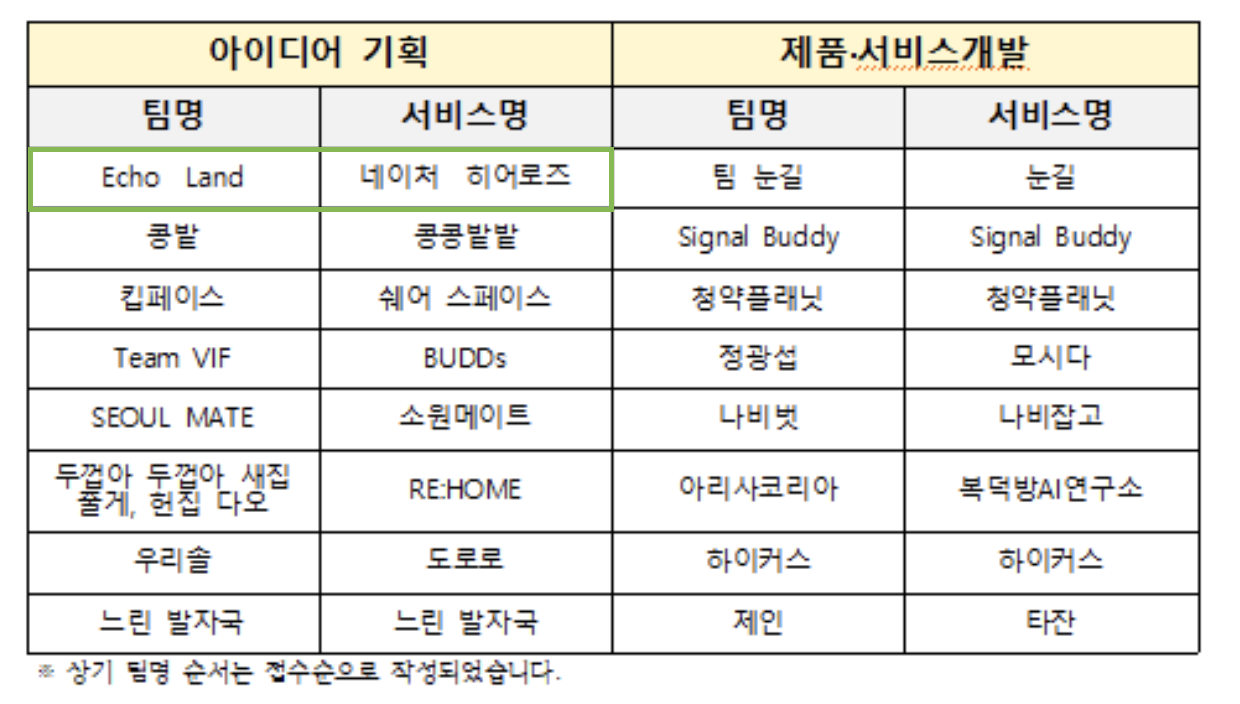 아이디어 기획 제품·서비스개발
팀명 서비스명 팀명 서비스명
Echo Land 네이처 히어로즈 팀 눈길 눈길
콩밭 콩콩밭밭 Signal Buddy Signal Buddy
킵페이스 쉐어 스페이스 청약플래닛 청약플래닛
Team VIF BUDDs 정광섭 모시다
SEOUL MATE 소원메이트 나비벗 나비잡고
두껍아 두껍아 새집
줄게, 헌집 다오 RE:HOME 아리사코리아 복덕방AI연구소
우리솔 도로로 하이커스 하이커스
느린 발자국 느린 발자국 제인 타잔
※ 상기 팀명 순서는 접수순으로 작성되었습니다.